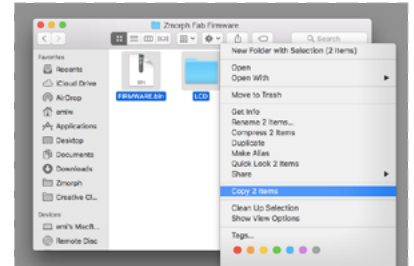 Zmorph Fab Firmware
Search
Favorites
Recents
iCloud Drive
AirDrop
Applications
Desktop
Documents
Downloads
Zmorph
Creative Cl...
Devices
Remote Disc
FIRMWARE.bin
LCD
New Folder with Selection (2 Items)
Open
Open With
Move to Trash
Get Info
Rename 2 Items...
Compress 2 Items
Duplicate
Make Alias
Quick Look 2 Items
Share
Copy 2 Items
Clean Up Selection
Show View Options
Tags...